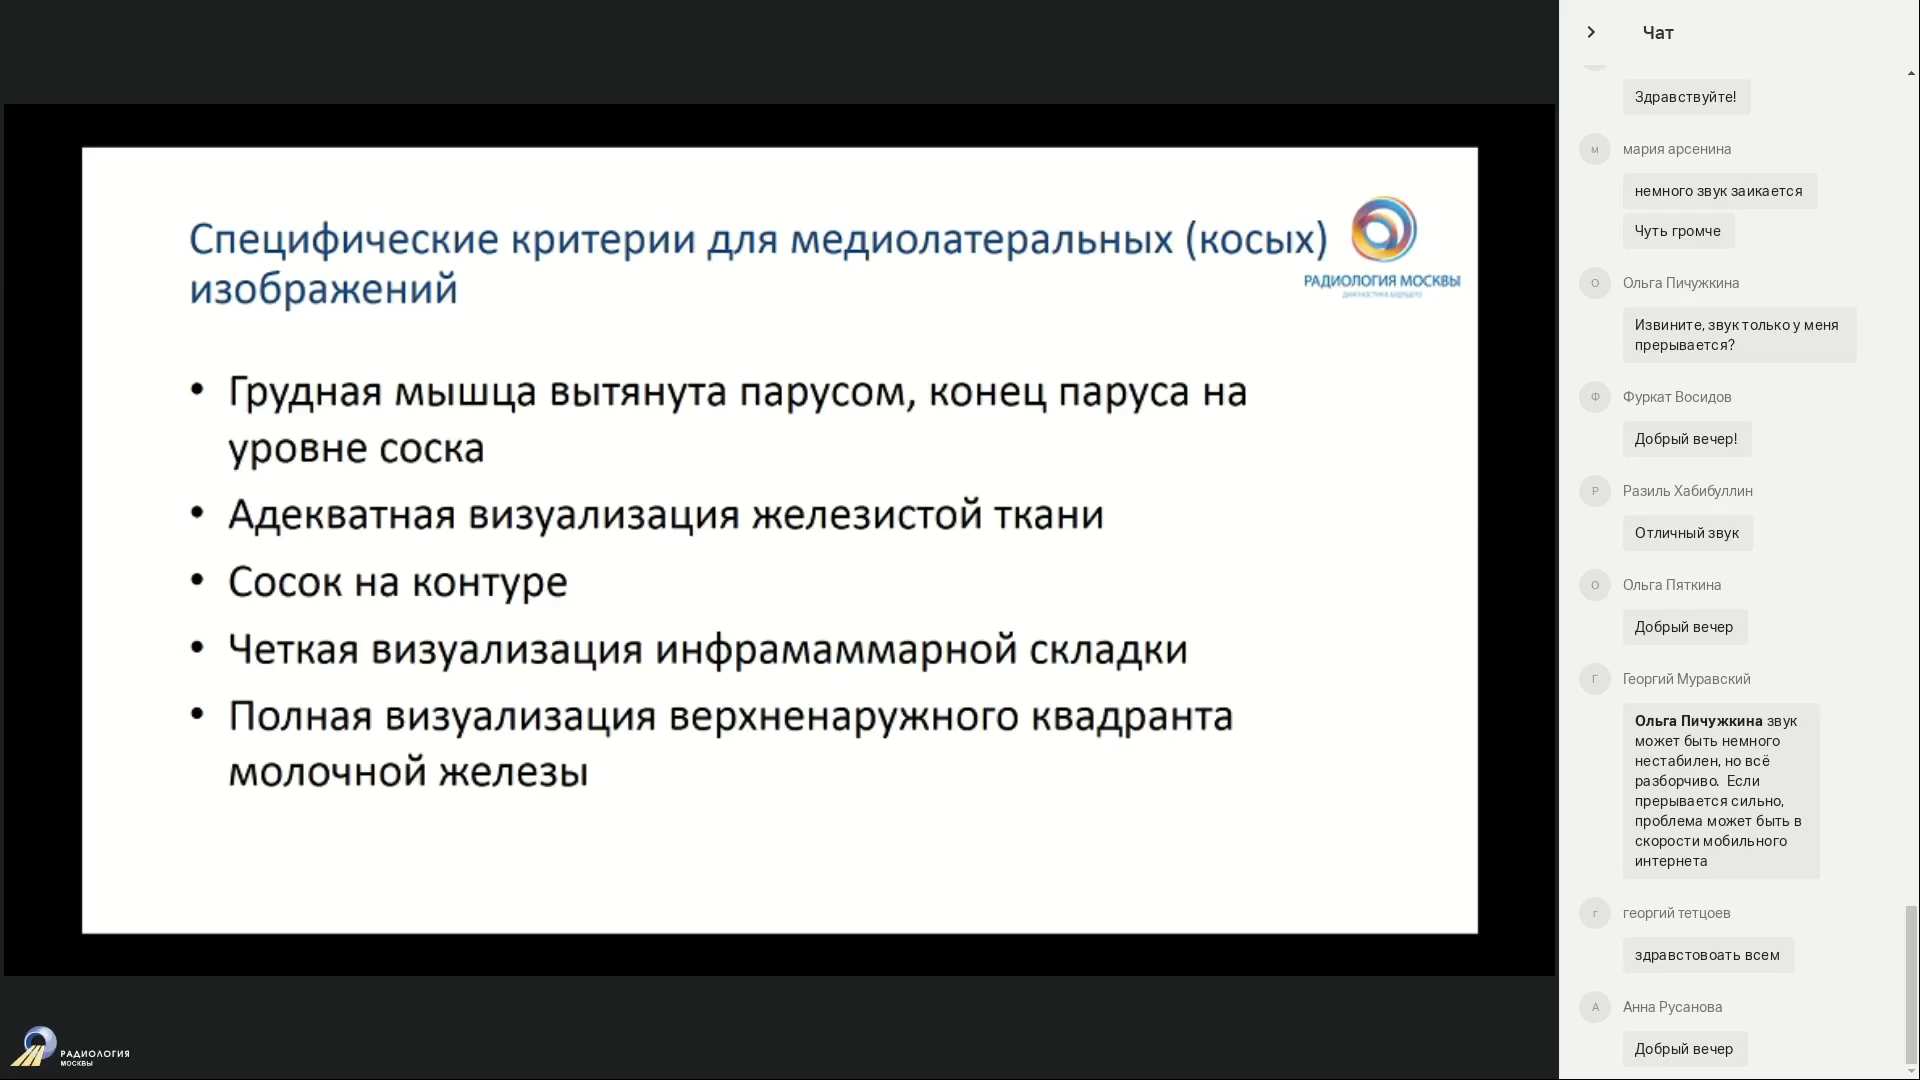 Специфические критерии для медиолатеральных (косых)
изображений
РАДИОЛОГИЯ МОСКВЫ
ДИАГНОСТИКА БУДУЩЕГО
• Грудная мышца вытянута парусом, конец паруса на
уровне соска
• Адекватная визуализация железистой ткани
• Сосок на контуре
• Четкая визуализация инфрамаммарной складки
• Полная визуализация верхненаружного квадранта
молочной железы
РАДИОЛОГИЯ
МОСКВЫ
Чат
Здравствуйте!
м
мария арсенина
немного звук заикается
Чуть громче
О
Ольга Пичужкина
Извините, звук только у меня
прерывается?
Ф
Фуркат Восидов
Добрый вечер!
Р
Разиль Хабибуллин
Отличный звук
О
Ольга Пяткина
Добрый вечер
Г
Георгий Муравский
Ольга Пичужкина звук
может быть немного
нестабилен, но всё
разборчиво. Если
прерывается сильно,
проблема может быть в
скорости мобильного
интернета
г
георгий тетцоев
здравстовоать всем
А
Анна Русанова
Добрый вечер